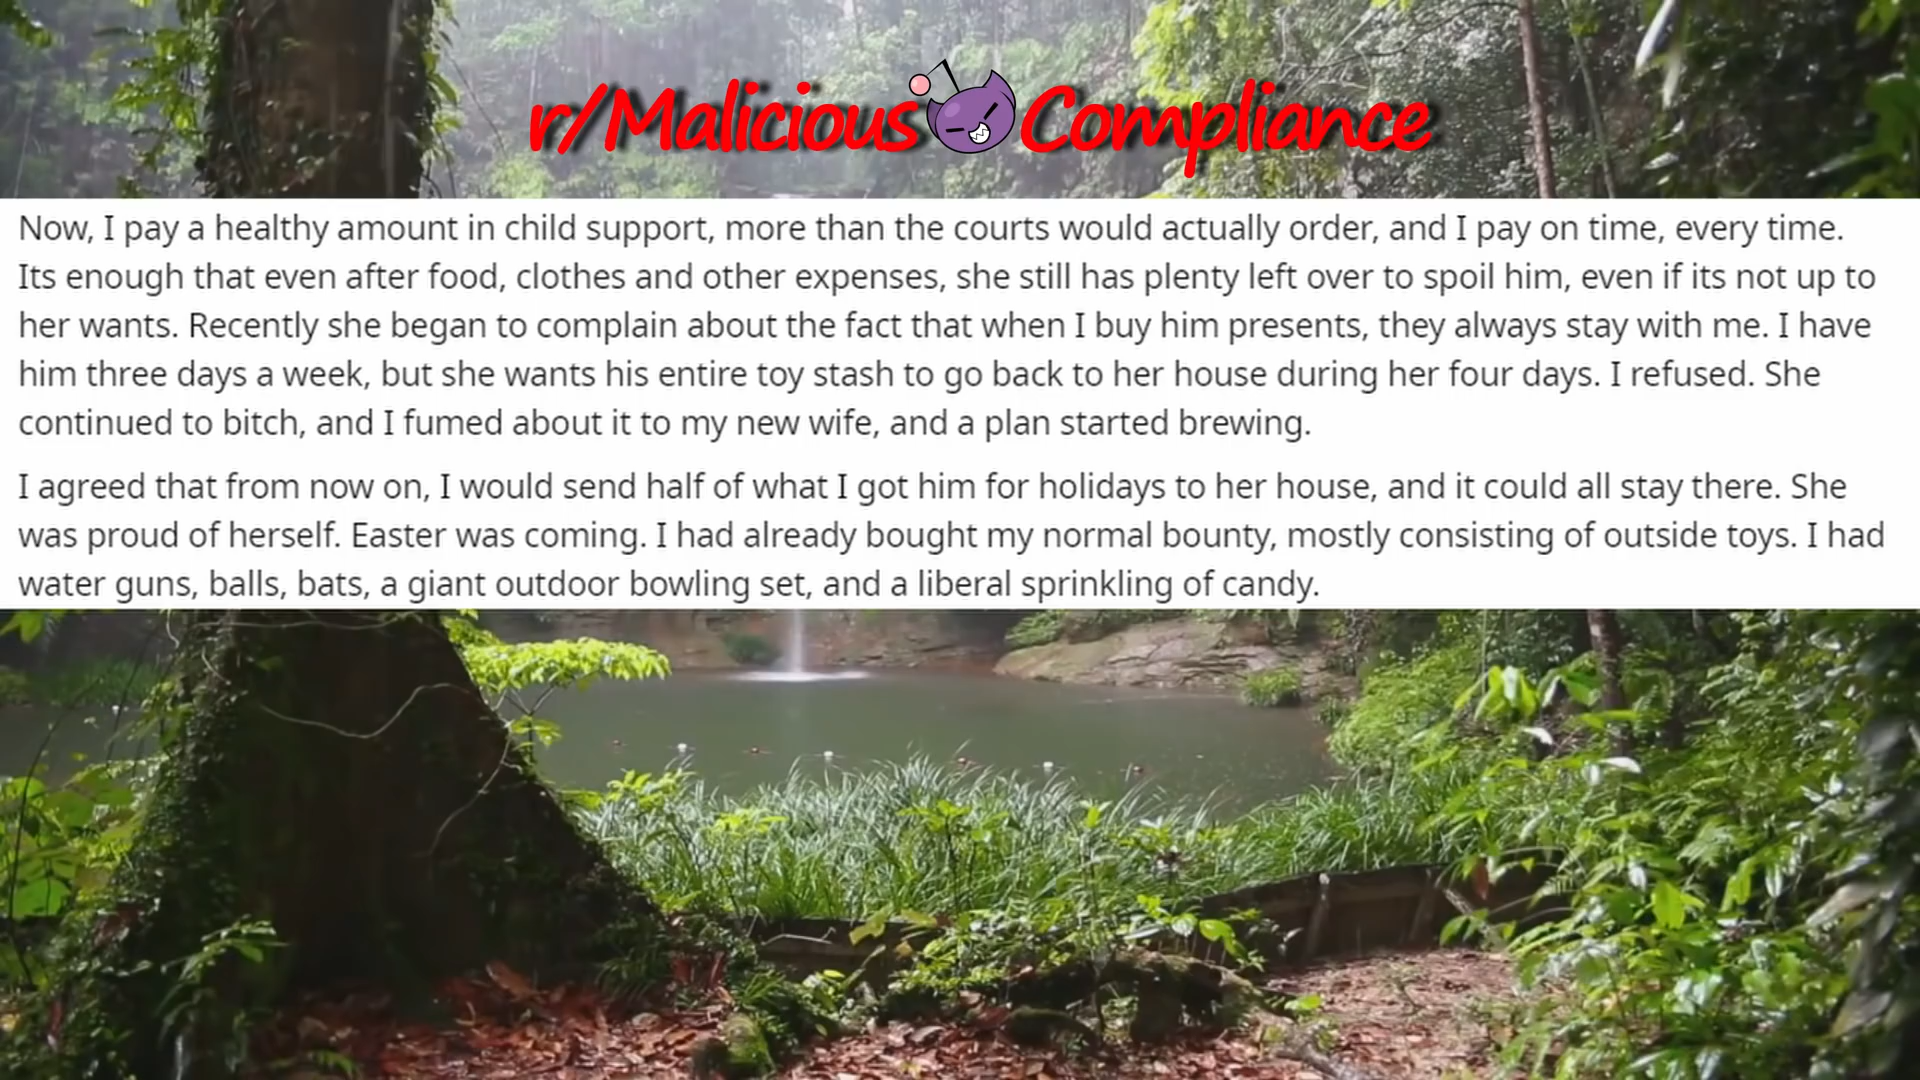 r/Malicious Compliance
Now, I pay a healthy amount in child support, more than the courts would actually order, and I pay on time, every time.
Its enough that even after food, clothes and other expenses, she still has plenty left over to spoil him, even if its not up to
her wants. Recently she began to complain about the fact that when I buy him presents, they always stay with me. I have
him three days a week, but she wants his entire toy stash to go back to her house during her four days. I refused. She
continued to bitch, and I fumed about it to my new wife, and a plan started brewing.
I agreed that from now on, I would send half of what I got him for holidays to her house, and it could all stay there. She
was proud of herself. Easter was coming. I had already bought my normal bounty, mostly consisting of outside toys. I had
water guns, balls, bats, a giant outdoor bowling set, and a liberal sprinkling of candy.